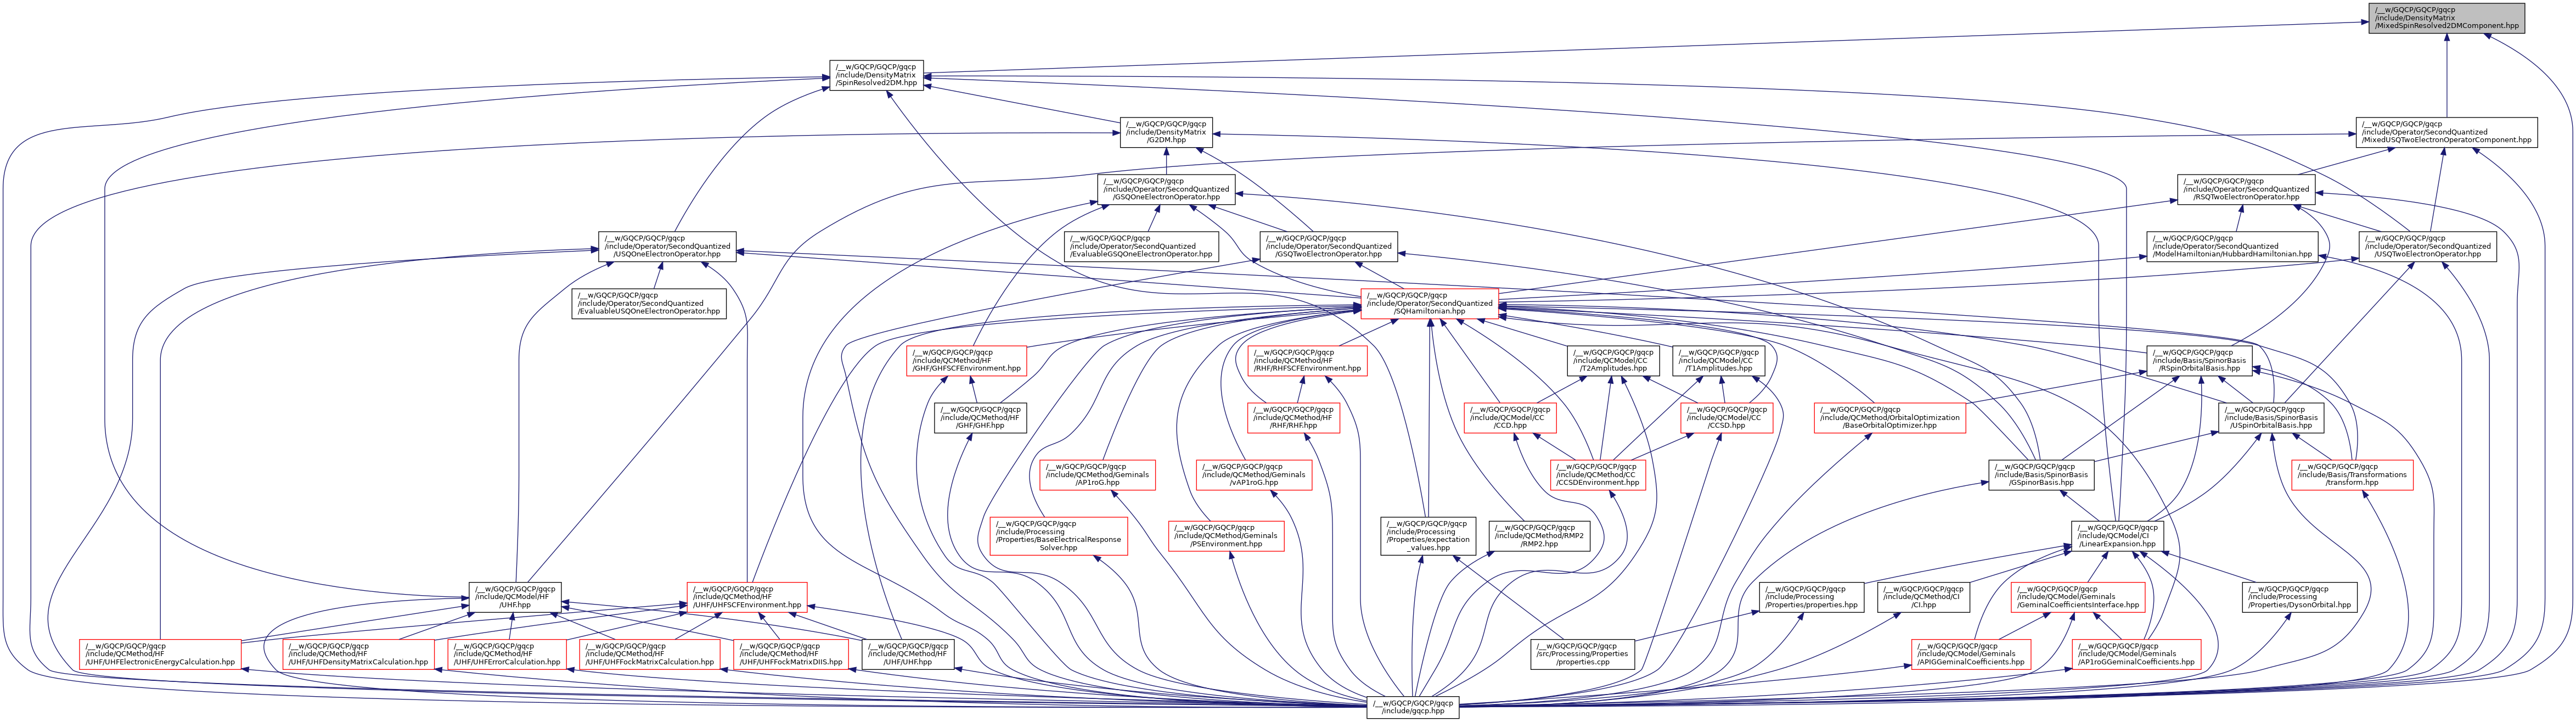 /__w/GQCP/GQCP/gqcp
/include/DensityMatrix
/MixedSpinResolved2DMComponent.hpp
/__w/GQCP/GQCP/gqcp
/include/DensityMatrix
/SpinResolved2DM.hpp
/__w/GQCP/GQCP/gqcp
/include/DensityMatrix
/G2DM.hpp
/__w/GQCP/GQCP/gqcp
/include/Operator/SecondQuantized
/MixedUSQTwoElectronOperatorComponent.hpp
/__w/GQCP/GQCP/gqcp
/include/Operator/SecondQuantized
/GSQOneElectronOperator.hpp
/__w/GQCP/GQCP/gqcp
/include/Operator/SecondQuantized
/RSQTwoElectronOperator.hpp
/__w/GQCP/GQCP/gqcp
/include/Operator/SecondQuantized
/USQOneElectronOperator.hpp
/__w/GQCP/GQCP/gqcp
/include/Operator/SecondQuantized
/EvaluableGSQOneElectronOperator.hpp
/__w/GQCP/GQCP/gqcp
/include/Operator/SecondQuantized
/GSQTwoElectronOperator.hpp
/__w/GQCP/GQCP/gqcp
/include/Operator/SecondQuantized
/ModelHamiltonian/HubbardHamiltonian.hpp
/__w/GQCP/GQCP/gqcp
/include/Operator/SecondQuantized
/USQTwoElectronOperator.hpp
/__w/GQCP/GQCP/gqcp
/include/Operator/SecondQuantized
/EvaluableUSQOneElectronOperator.hpp
/__w/GQCP/GQCP/gqcp
/include/Operator/SecondQuantized
/SQHamiltonian.hpp
/__w/GQCP/GQCP/gqcp
/include/QCMethod/HF
/GHF/GHFSCFEnvironment.hpp
/__w/GQCP/GQCP/gqcp
/include/QCMethod/HF
/RHF/RHFSCFEnvironment.hpp
/__w/GQCP/GQCP/gqcp
/include/QCModel/CC
/T2Amplitudes.hpp
/__w/GQCP/GQCP/gqcp
/include/QCModel/CC
/T1Amplitudes.hpp
/__w/GQCP/GQCP/gqcp
/include/Basis/SpinorBasis
/RSpinOrbitalBasis.hpp
/__w/GQCP/GQCP/gqcp
/include/QCMethod/HF
/GHF/GHF.hpp
/__w/GQCP/GQCP/gqcp
/include/QCMethod/HF
/RHF/RHF.hpp
/__w/GQCP/GQCP/gqcp
/include/QCModel/CC
/CCD.hpp
/__w/GQCP/GQCP/gqcp
/include/QCModel/CC
/CCSD.hpp
/__w/GQCP/GQCP/gqcp
/include/QCMethod/OrbitalOptimization
/BaseOrbitalOptimizer.hpp
/__w/GQCP/GQCP/gqcp
/include/Basis/SpinorBasis
/USpinOrbitalBasis.hpp
/__w/GQCP/GQCP/gqcp
/include/QCMethod/Geminals
/AP1roG.hpp
/__w/GQCP/GQCP/gqcp
/include/QCMethod/Geminals
/vAP1roG.hpp
/__w/GQCP/GQCP/gqcp
/include/QCMethod/CC
/CCSDEnvironment.hpp
/__w/GQCP/GQCP/gqcp
/include/Basis/SpinorBasis
/GSpinorBasis.hpp
/__w/GQCP/GQCP/gqcp
/include/Basis/Transformations
/transform.hpp
/__w/GQCP/GQCP/gqcp
/include/Processing
/Properties/BaseElectricalResponse
Solver.hpp
/__w/GQCP/GQCP/gqcp
/include/QCMethod/Geminals
/PSEnvironment.hpp
/__w/GQCP/GQCP/gqcp
/include/Processing
/Properties/expectation
_values.hpp
/__w/GQCP/GQCP/gqcp
/include/QCMethod/RMP2
/RMP2.hpp
/__w/GQCP/GQCP/gqcp
/include/QCModel/CI
/LinearExpansion.hpp
/__w/GQCP/GQCP/gqcp
/include/QCModel/HF
/UHF.hpp
/__w/GQCP/GQCP/gqcp
/include/QCMethod/HF
/UHF/UHFSCFEnvironment.hpp
/__w/GQCP/GQCP/gqcp
/include/Processing
/Properties/properties.hpp
/__w/GQCP/GQCP/gqcp
/include/QCMethod/CI
/CI.hpp
/__w/GQCP/GQCP/gqcp
/include/QCModel/Geminals
/GeminalCoefficientsInterface.hpp
/__w/GQCP/GQCP/gqcp
/include/Processing
/Properties/DysonOrbital.hpp
/__w/GQCP/GQCP/gqcp
/include/QCMethod/HF
/UHF/UHFElectronicEnergyCalculation.hpp
/__w/GQCP/GQCP/gqcp
/include/QCMethod/HF
/UHF/UHFDensityMatrixCalculation.hpp
/__w/GQCP/GQCP/gqcp
/include/QCMethod/HF
/UHF/UHFErrorCalculation.hpp
/__w/GQCP/GQCP/gqcp
/include/QCMethod/HF
/UHF/UHFFockMatrixCalculation.hpp
/__w/GQCP/GQCP/gqcp
/include/QCMethod/HF
/UHF/UHFFockMatrixDIIS.hpp
/__w/GQCP/GQCP/gqcp
/include/QCMethod/HF
/UHF/UHF.hpp
/__w/GQCP/GQCP/gqcp
/src/Processing/Properties
/properties.cpp
/__w/GQCP/GQCP/gqcp
/include/QCModel/Geminals
/APIGGeminalCoefficients.hpp
/__w/GQCP/GQCP/gqcp
/include/QCModel/Geminals
/AP1roGGeminalCoefficients.hpp
/__w/GQCP/GQCP/gqcp
/include/gqcp.hpp